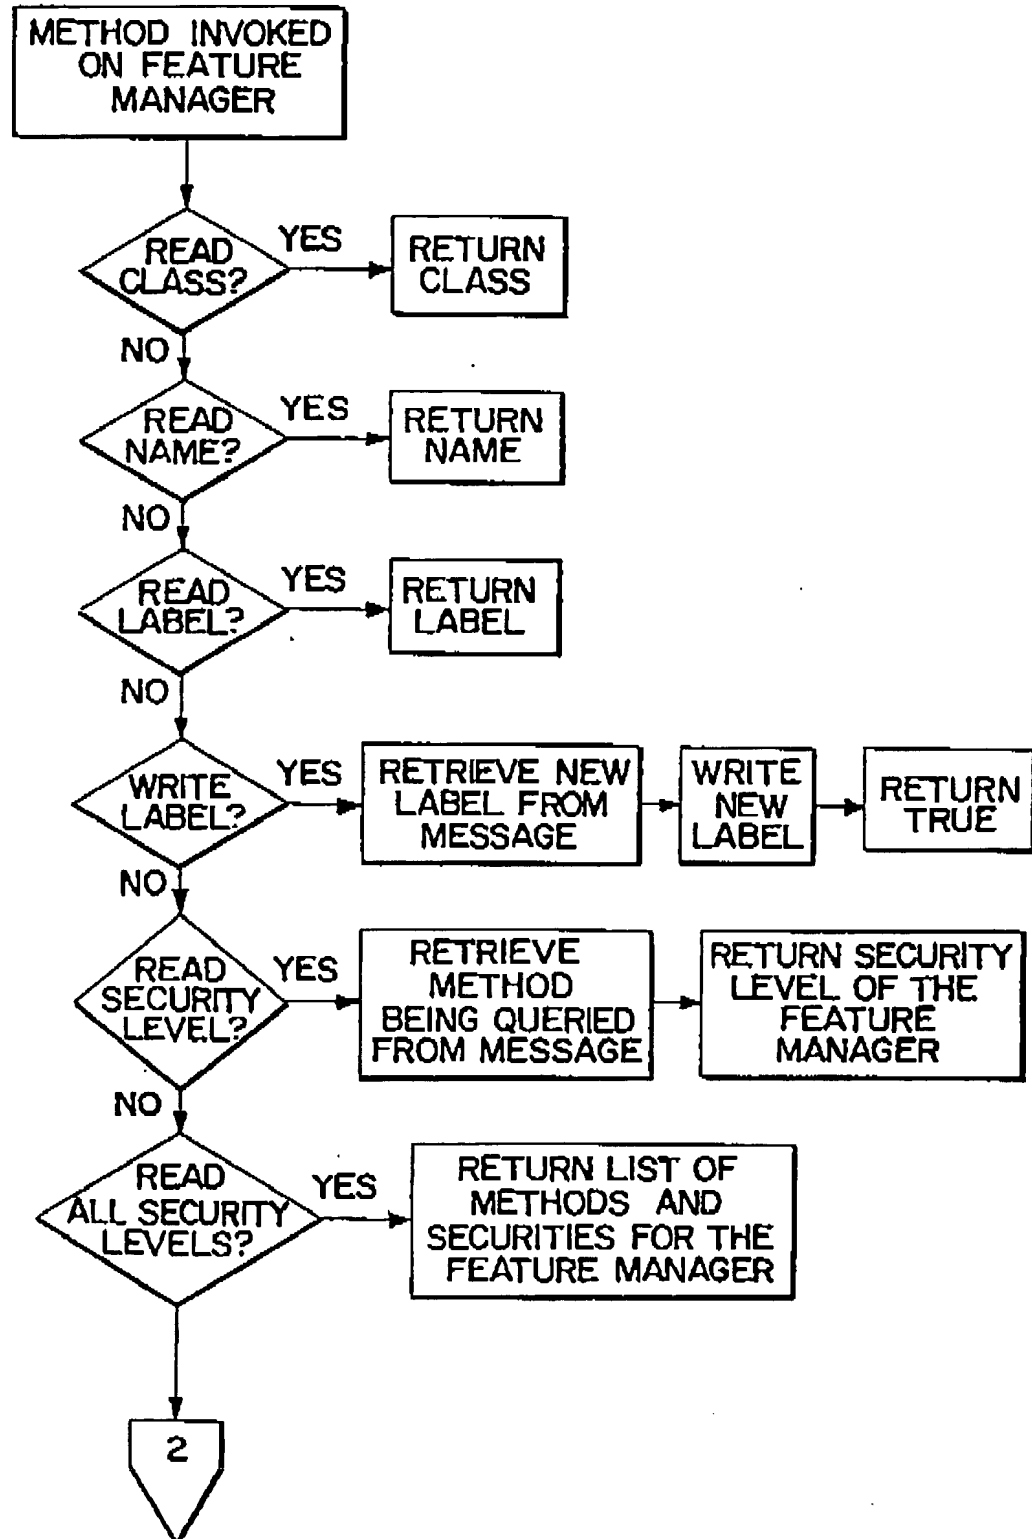 METHOD INVOKED
ON FEATURE
MANAGER
READ
CLASS?
YES
RETURN
CLASS
NO
READ
NAME?
YES
RETURN
NAME
NO
READ
LABEL?
YES
RETURN
LABEL
NO
WRITE
LABEL?
YES
RETRIEVE NEW
LABEL FROM
MESSAGE
WRITE
NEW
LABEL
RETURN
TRUE
NO
READ
SECURITY
LEVEL?
YES
RETRIEVE
METHOD
BEING QUERIED
FROM MESSAGE
RETURN SECURITY
LEVEL OF THE
FEATURE
MANAGER
NO
READ
ALL SECURITY
LEVELS?
YES
RETURN LIST OF
METHODS AND
SECURITIES FOR THE
FEATURE MANAGER
2